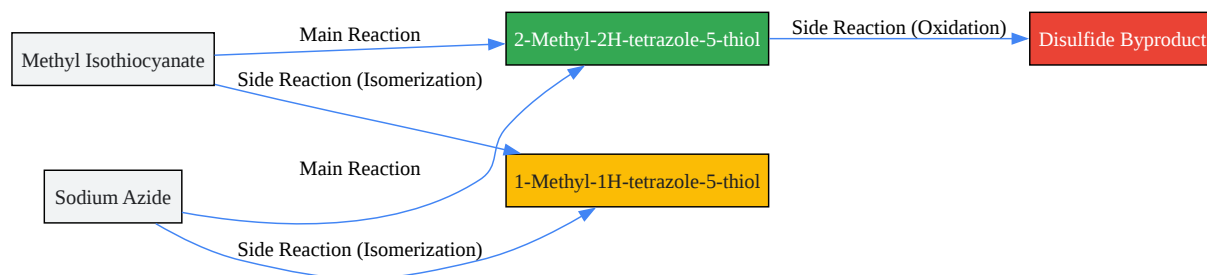 Methyl Isothiocyanate
Main Reaction
2-Methyl-2H-tetrazole-5-thiol
Side Reaction (Oxidation)
Disulfide Byproduct
Side Reaction (Isomerization)
Main Reaction
1-Methyl-1H-tetrazole-5-thiol
Sodium Azide
Side Reaction (Isomerization)